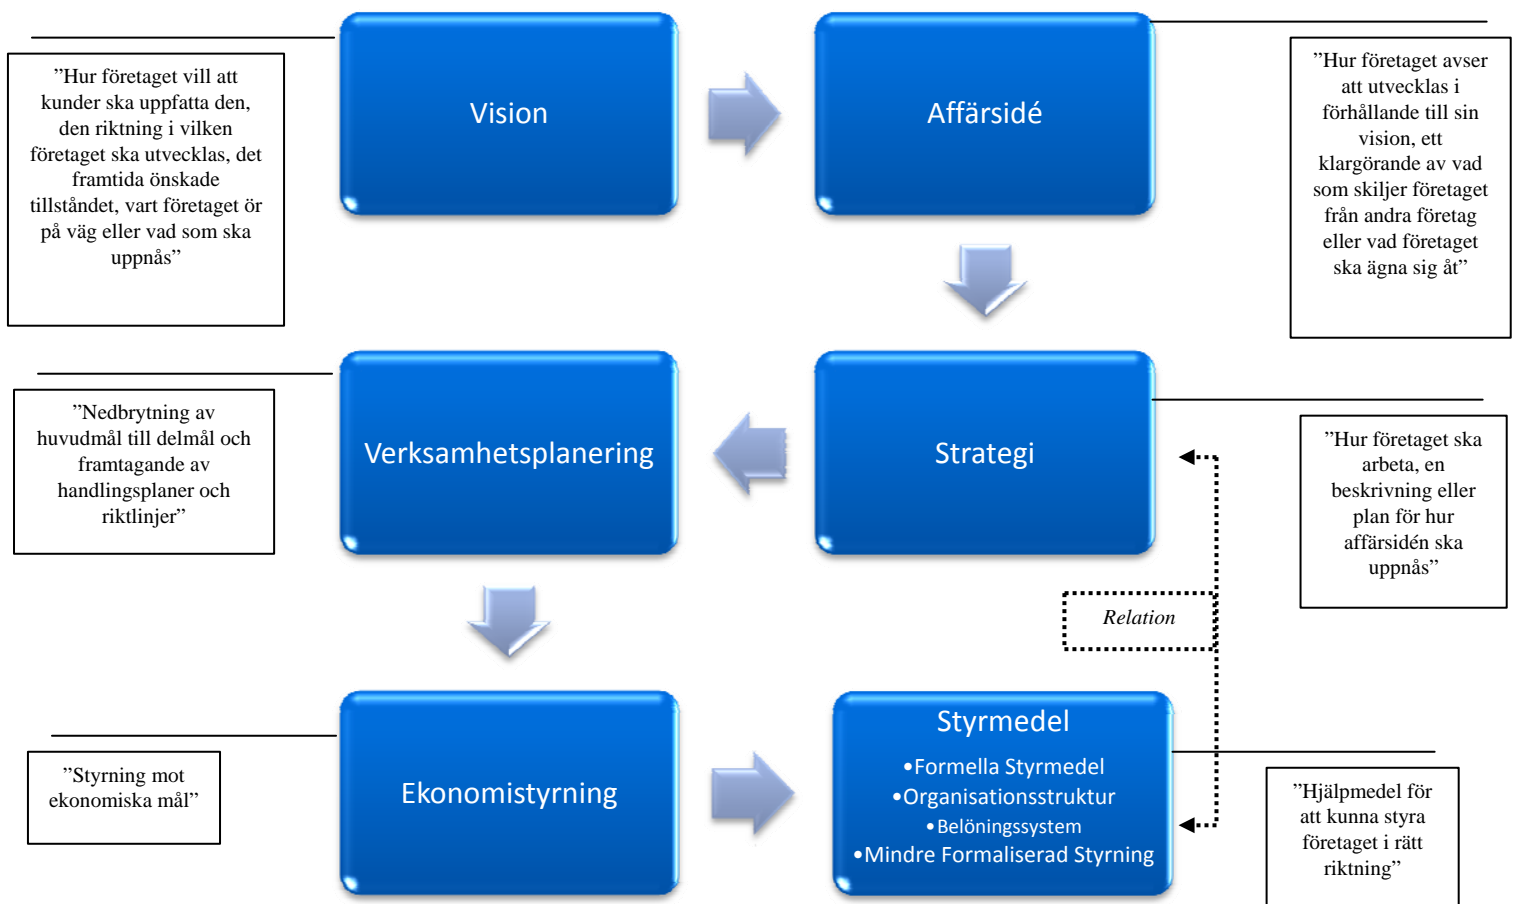 Vision
Affärsidé
”Hur företaget vill att
kunder ska uppfatta den,
den riktning i vilken
företaget ska utvecklas, det
framtida önskade
tillståndet, vart företaget ör
på väg eller vad som ska
uppnås”
”Hur företaget avser
att utvecklas i
förhållande till sin
vision, ett
klargörande av vad
som skiljer företaget
från andra företag
eller vad företaget
ska ägna sig åt”
Verksamhetsplanering
Strategi
”Nedbrytning av
huvudmål till delmål och
framtagande av
handlingsplaner och
riktlinjer”
”Hur företaget ska
arbeta, en
beskrivning eller
plan för hur
affärsidén ska
uppnås”
Relation
”Styrning mot
ekonomiska mål”
Ekonomistyrning
Styrmedel
•Formella Styrmedel
•Organisationsstruktur
•Belöningssystem
•Mindre Formaliserad Styrning
”Hjälpmedel för
att kunna styra
företaget i rätt
riktning”